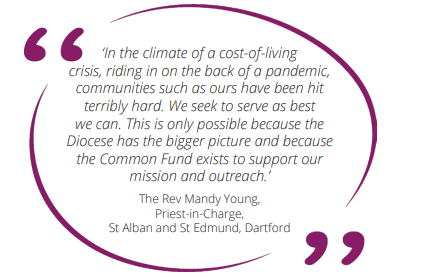 ‘In the climate of a cost-of-living
crisis, riding in on the back of a pandemic,
communities such as ours have been hit
terribly hard. We seek to serve as best
we can. This is only possible because the
Diocese has the bigger picture and because
the Common Fund exists to support our
mission and outreach.’
The Rev Mandy Young,
Priest-in-Charge,
St Alban and St Edmund, Dartford